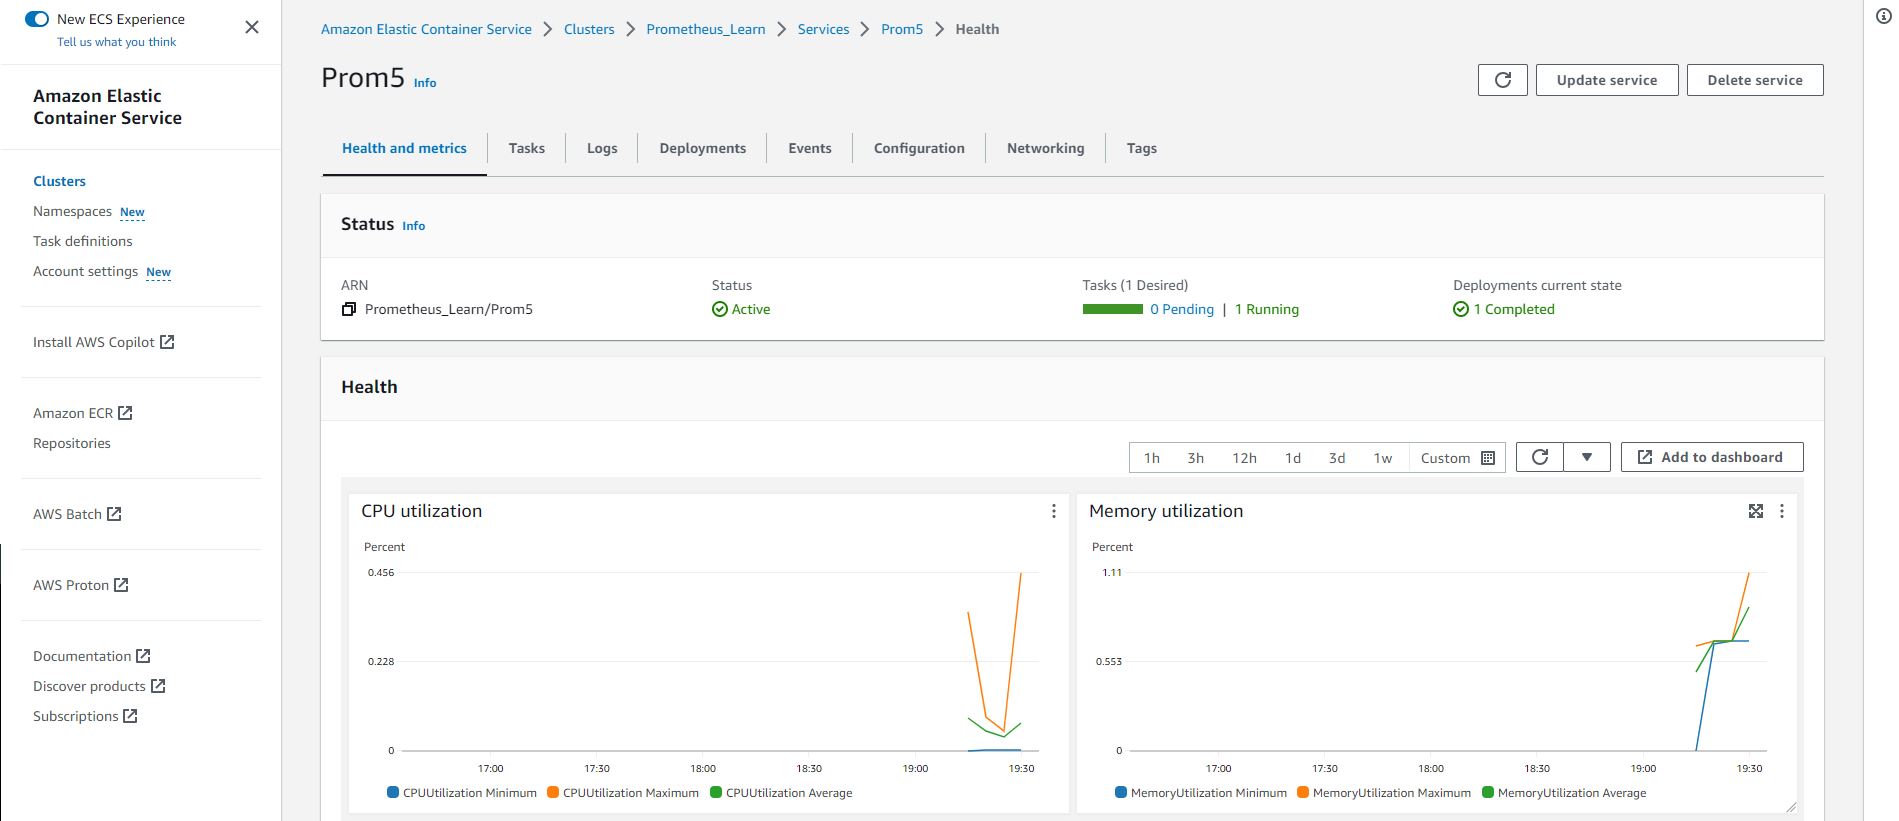 New ECS Experience
Tell us what you think
Amazon Elastic
Container Service
Clusters
Namespaces New
Task definitions
Account settings New
Install AWS Copilot
Amazon ECR
Repositories
AWS Batch
AWS Proton
Documentation
Discover products
Subscriptions
Amazon Elastic Container Service > Clusters > Prometheus_Learn > Services > Prom5 > Health
Prom5 Info
Update service
Delete service
Health and metrics
Tasks
Logs
Deployments
Events
Configuration
Networking
Tags
Status Info
ARN
Prometheus_Learn/Prom5
Status
Active
Tasks (1 Desired)
0 Pending | 1 Running
Deployments current state
1 Completed
Health
1h 3h 12h 1d 3d 1w Custom
Add to dashboard
CPU utilization
Percent
0.456
0.228
0
17:00 17:30 18:00 18:30 19:00 19:30
CPUUtilization Minimum CPUUtilization Maximum CPUUtilization Average
Memory utilization
Percent
1.11
0.553
0
17:00 17:30 18:00 18:30 19:00 19:30
MemoryUtilization Minimum MemoryUtilization Maximum MemoryUtilization Average